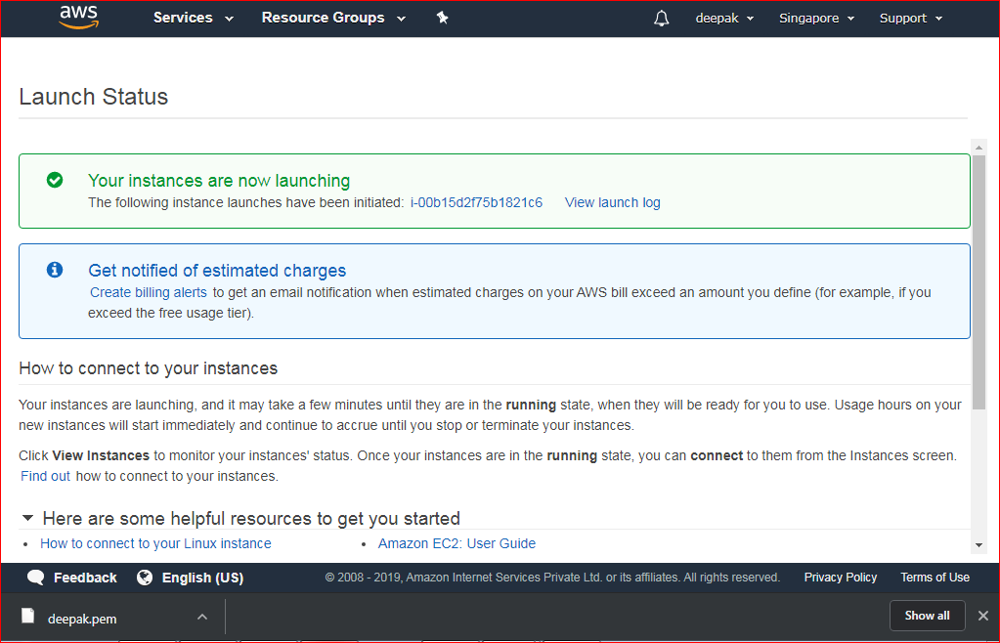 aws Services Resource Groups deepak Singapore Support
Launch Status
Your instances are now launching
The following instance launches have been initiated: i-00b15d2f75b1821c6 View launch log
Get notified of estimated charges
Create billing alerts to get an email notification when estimated charges on your AWS bill exceed an amount you define (for example, if you
exceed the free usage tier).
How to connect to your instances
Your instances are launching, and it may take a few minutes until they are in the running state, when they will be ready for you to use. Usage hours on your
new instances will start immediately and continue to accrue until you stop or terminate your instances.
Click View Instances to monitor your instances' status. Once your instances are in the running state, you can connect to them from the Instances screen.
Find out how to connect to your instances.
Here are some helpful resources to get you started
• How to connect to your Linux instance • Amazon EC2: User Guide
Feedback English (US) © 2008 - 2019, Amazon Internet Services Private Ltd. or its affiliates. All rights reserved. Privacy Policy Terms of Use
deepak.pem Show all